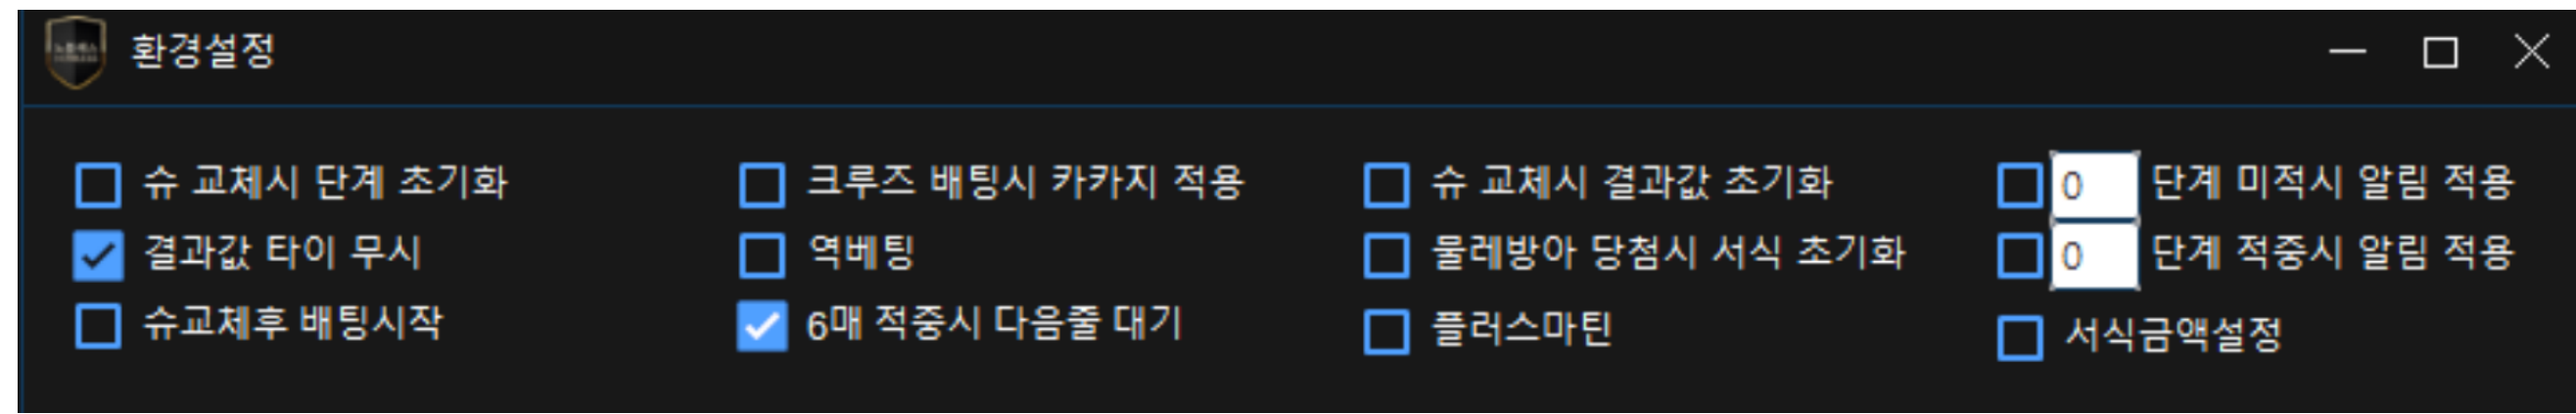 환경설정
슈 교체시 단계 초기화
크루즈 배팅시 카카지 적용
슈 교체시 결과값 초기화
0 단계 미적시 알림 적용
결과값 타이 무시
역베팅
물레방아 당첨시 서식 초기화
0 단계 적중시 알림 적용
슈교체후 배팅시작
6매 적중시 다음줄 대기
플러스마틴
서식금액설정